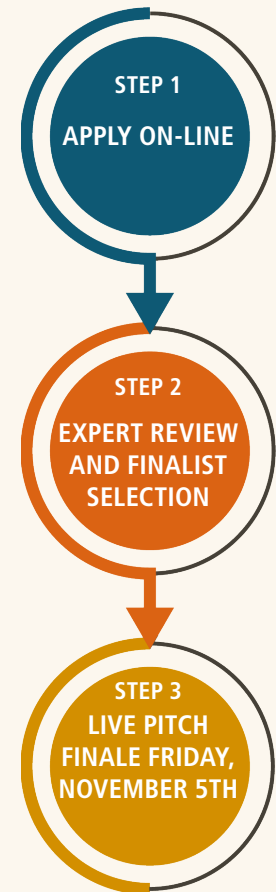 STEP 1
APPLY ON-LINE
STEP 2
EXPERT REVIEW
AND FINALIST
SELECTION
STEP 3
LIVE PITCH
FINALE FRIDAY,
NOVEMBER 5TH